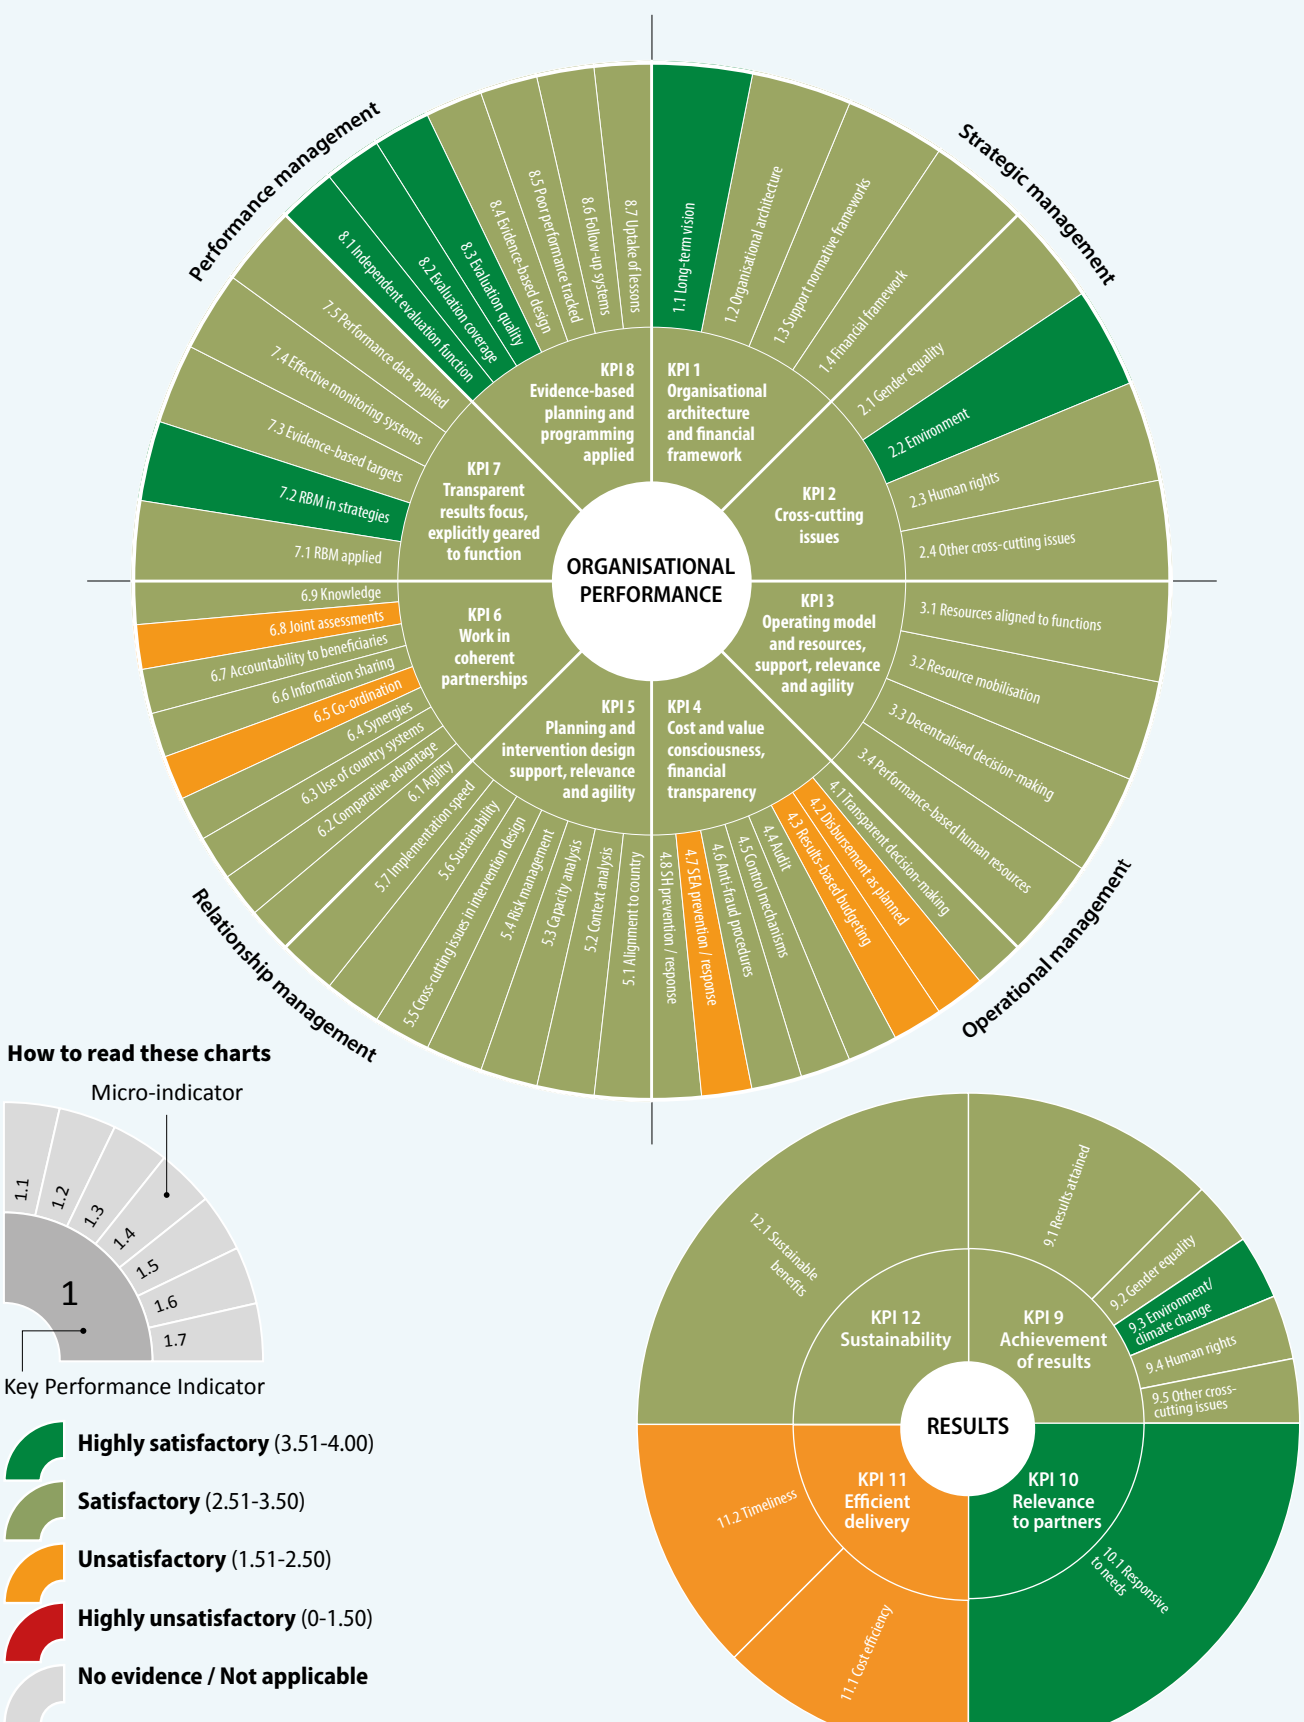 Performance management
Strategic management
Operational management
Relationship management
ORGANISATIONAL
PERFORMANCE
KPI 1
Organisational
architecture
and financial
framework
1.1 Long-term vision
1.2 Organisational architecture
1.3 Support normative frameworks
1.4 Financial framework
KPI 2
Cross-cutting
issues
2.1 Gender equality
2.2 Environment
2.3 Human rights
2.4 Other cross-cutting issues
KPI 3
Operating model
and resources,
support, relevance
and agility
3.1 Resources aligned to functions
3.2 Resource mobilisation
3.3 Decentralised decision-making
3.4 Performance-based human resources
KPI 4
Cost and value
consciousness,
financial
transparency
4.1 Transparent decision-making
4.2 Disbursement as planned
4.3 Results-based budgeting
4.4 Audit
4.5 Control mechanisms
4.6 Anti-fraud procedures
4.7 SEA prevention / response
4.8 SH prevention / response
KPI 5
Planning and
intervention design
support, relevance
and agility
5.1 Alignment to country
5.2 Context analysis
5.3 Capacity analysis
5.4 Risk management
5.5 Cross-cutting issues in intervention design
5.6 Sustainability
5.7 Implementation speed
KPI 6
Work in
coherent
partnerships
6.1 Agility
6.2 Comparative advantage
6.3 Use of country systems
6.4 Synergies
6.5 Co-ordination
6.6 Information sharing
6.7 Accountability to beneficiaries
6.8 Joint assessments
6.9 Knowledge
KPI 7
Transparent
results focus,
explicitly geared
to function
7.1 RBM applied
7.2 RBM in strategies
7.3 Evidence-based targets
7.4 Effective monitoring systems
7.5 Performance data applied
KPI 8
Evidence-based
planning and
programming
applied
8.1 Independent evaluation function
8.2 Evaluation coverage
8.3 Evaluation quality
8.4 Evidence-based design
8.5 Poor performance tracked
8.6 Follow-up systems
8.7 Uptake of lessons
How to read these charts
Micro-indicator
1.1
1.2
1.3
1.4
1.5
1.6
1.7
1
Key Performance Indicator
Highly satisfactory (3.51-4.00)
Satisfactory (2.51-3.50)
Unsatisfactory (1.51-2.50)
Highly unsatisfactory (0-1.50)
No evidence / Not applicable
RESULTS
KPI 9
Achievement
of results
9.1 Results attained
9.2 Gender equality
9.3 Environment/
climate change
9.4 Human rights
9.5 Other cross-
cutting issues
KPI 10
Relevance
to partners
10.1 Responsive
to needs
KPI 11
Efficient
delivery
11.1 Cost efficiency
11.2 Timeliness
KPI 12
Sustainability
12.1 Sustainable
benefits